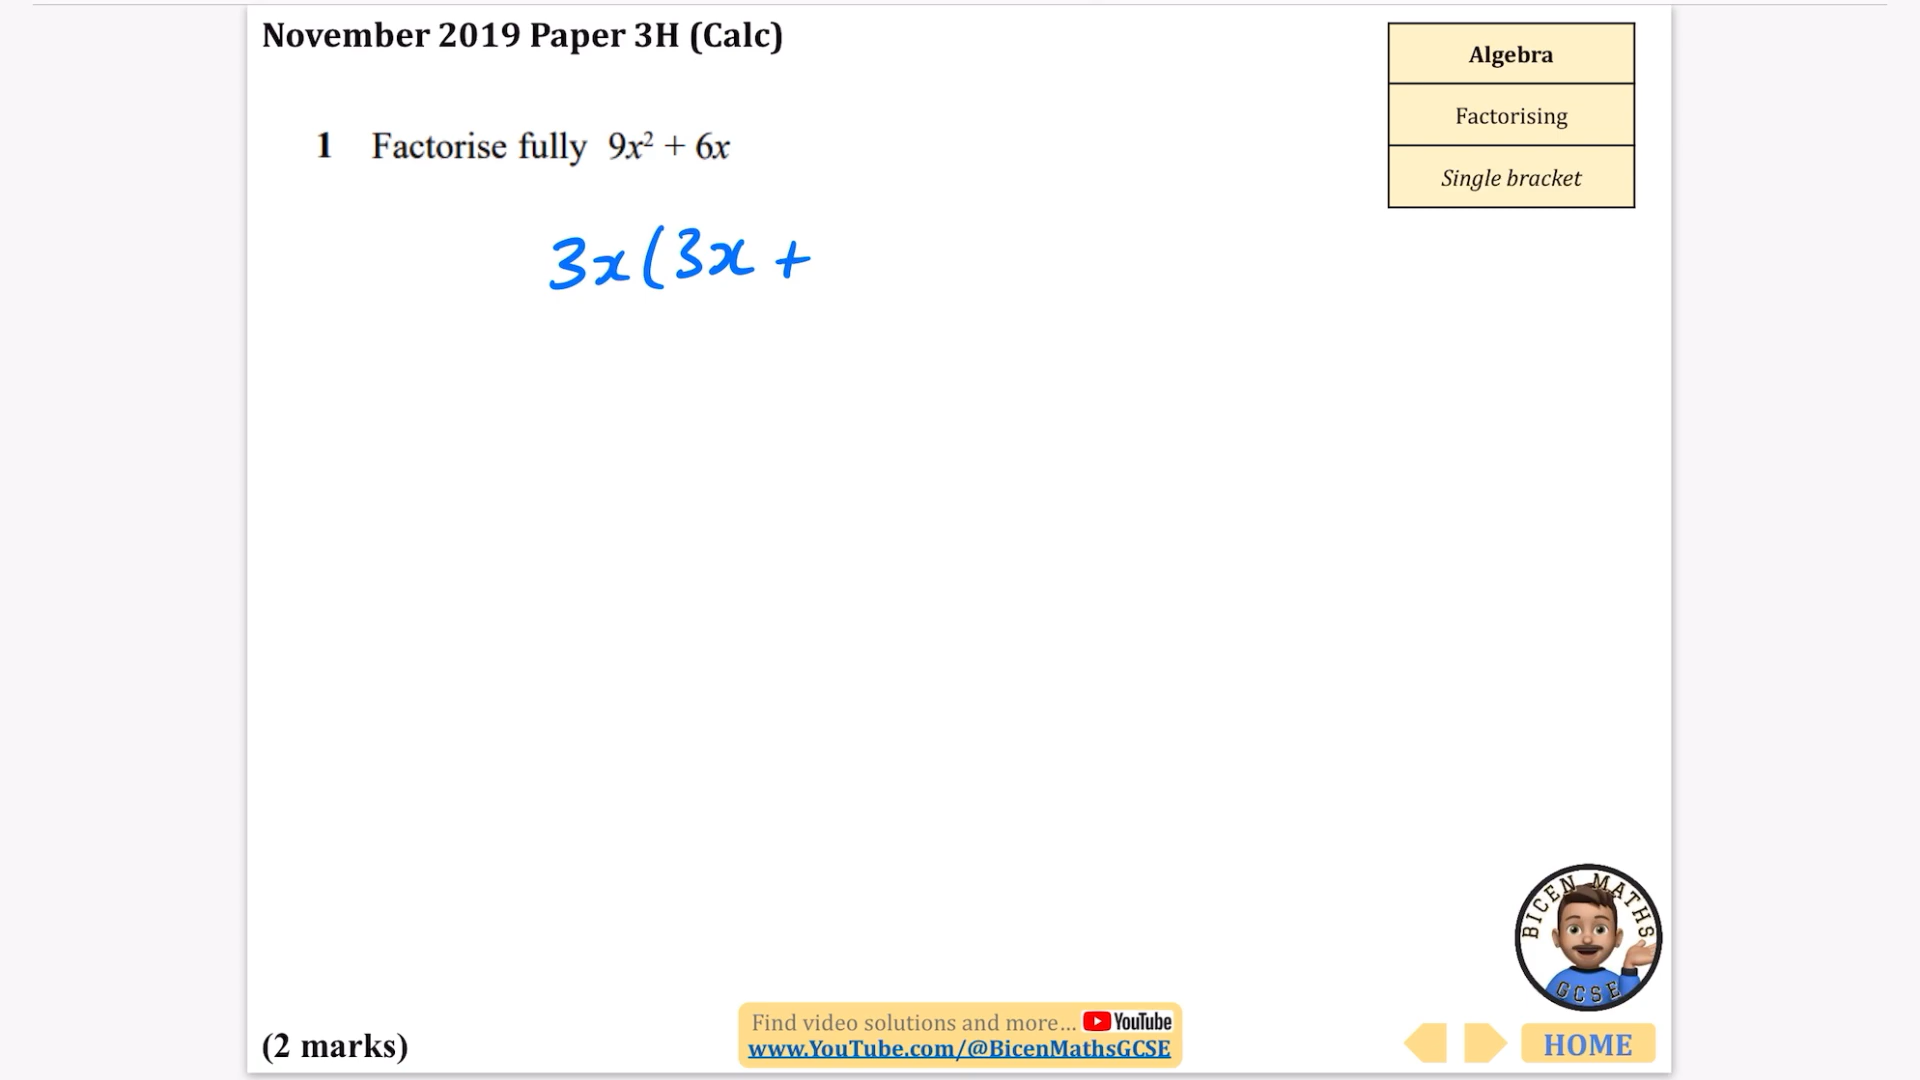 November 2019 Paper 3H (Calc)
Algebra
Factorising
Single bracket
1 Factorise fully 9x² + 6x
3x(3x +
BICEN MATHS
GCSE
(2 marks)
Find video solutions and more... YouTube
www.YouTube.com/@BicenMathsGCSE
HOME